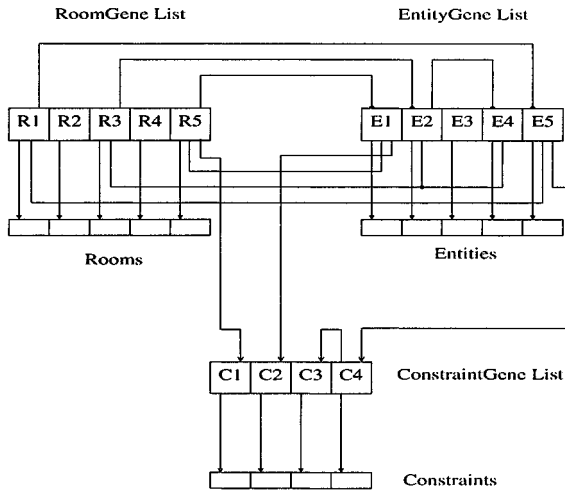 RoomGene List
EntityGene List
R1 R2 R3 R4 R5
E1 E2 E3 E4 E5
Rooms
Entities
C1 C2 C3 C4
ConstraintGene List
Constraints